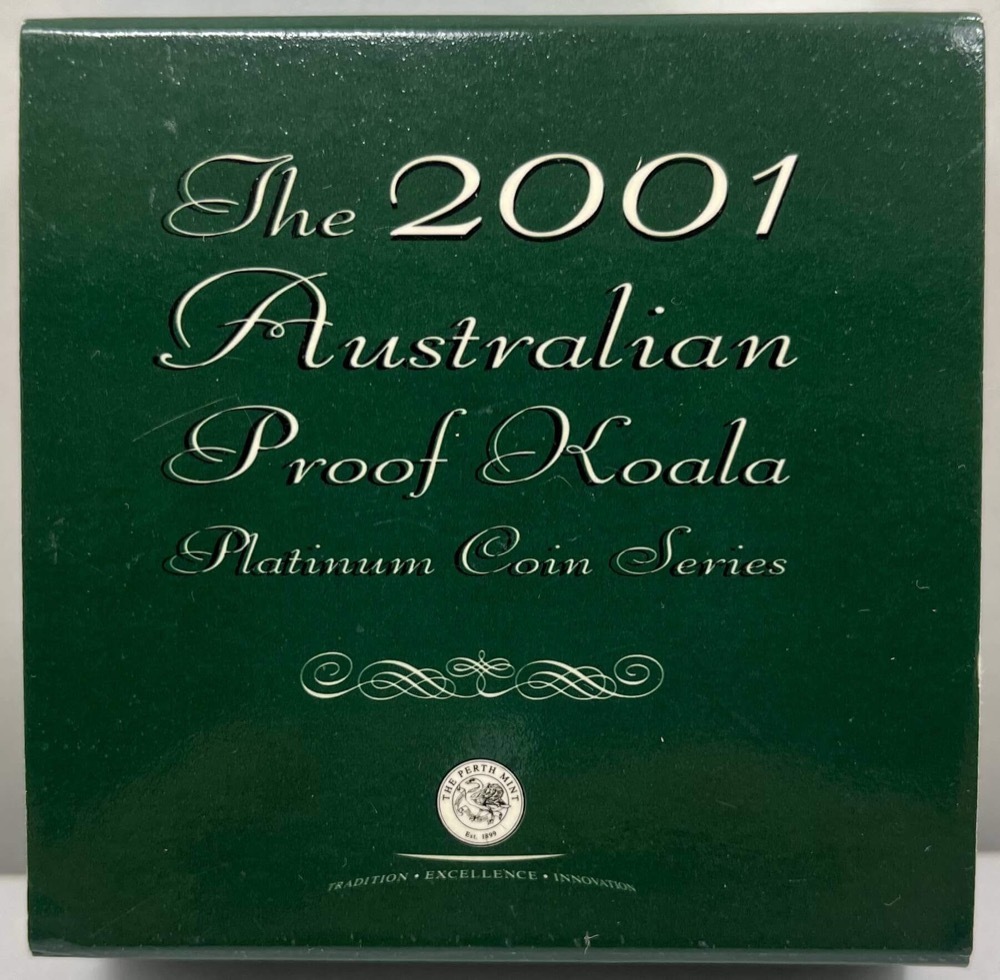 The 2001
Australian
Proof Koala
Platinum Coin Series
THE PERTH MINT
Est. 1899
TRADITION • EXCELLENCE • INNOVATION